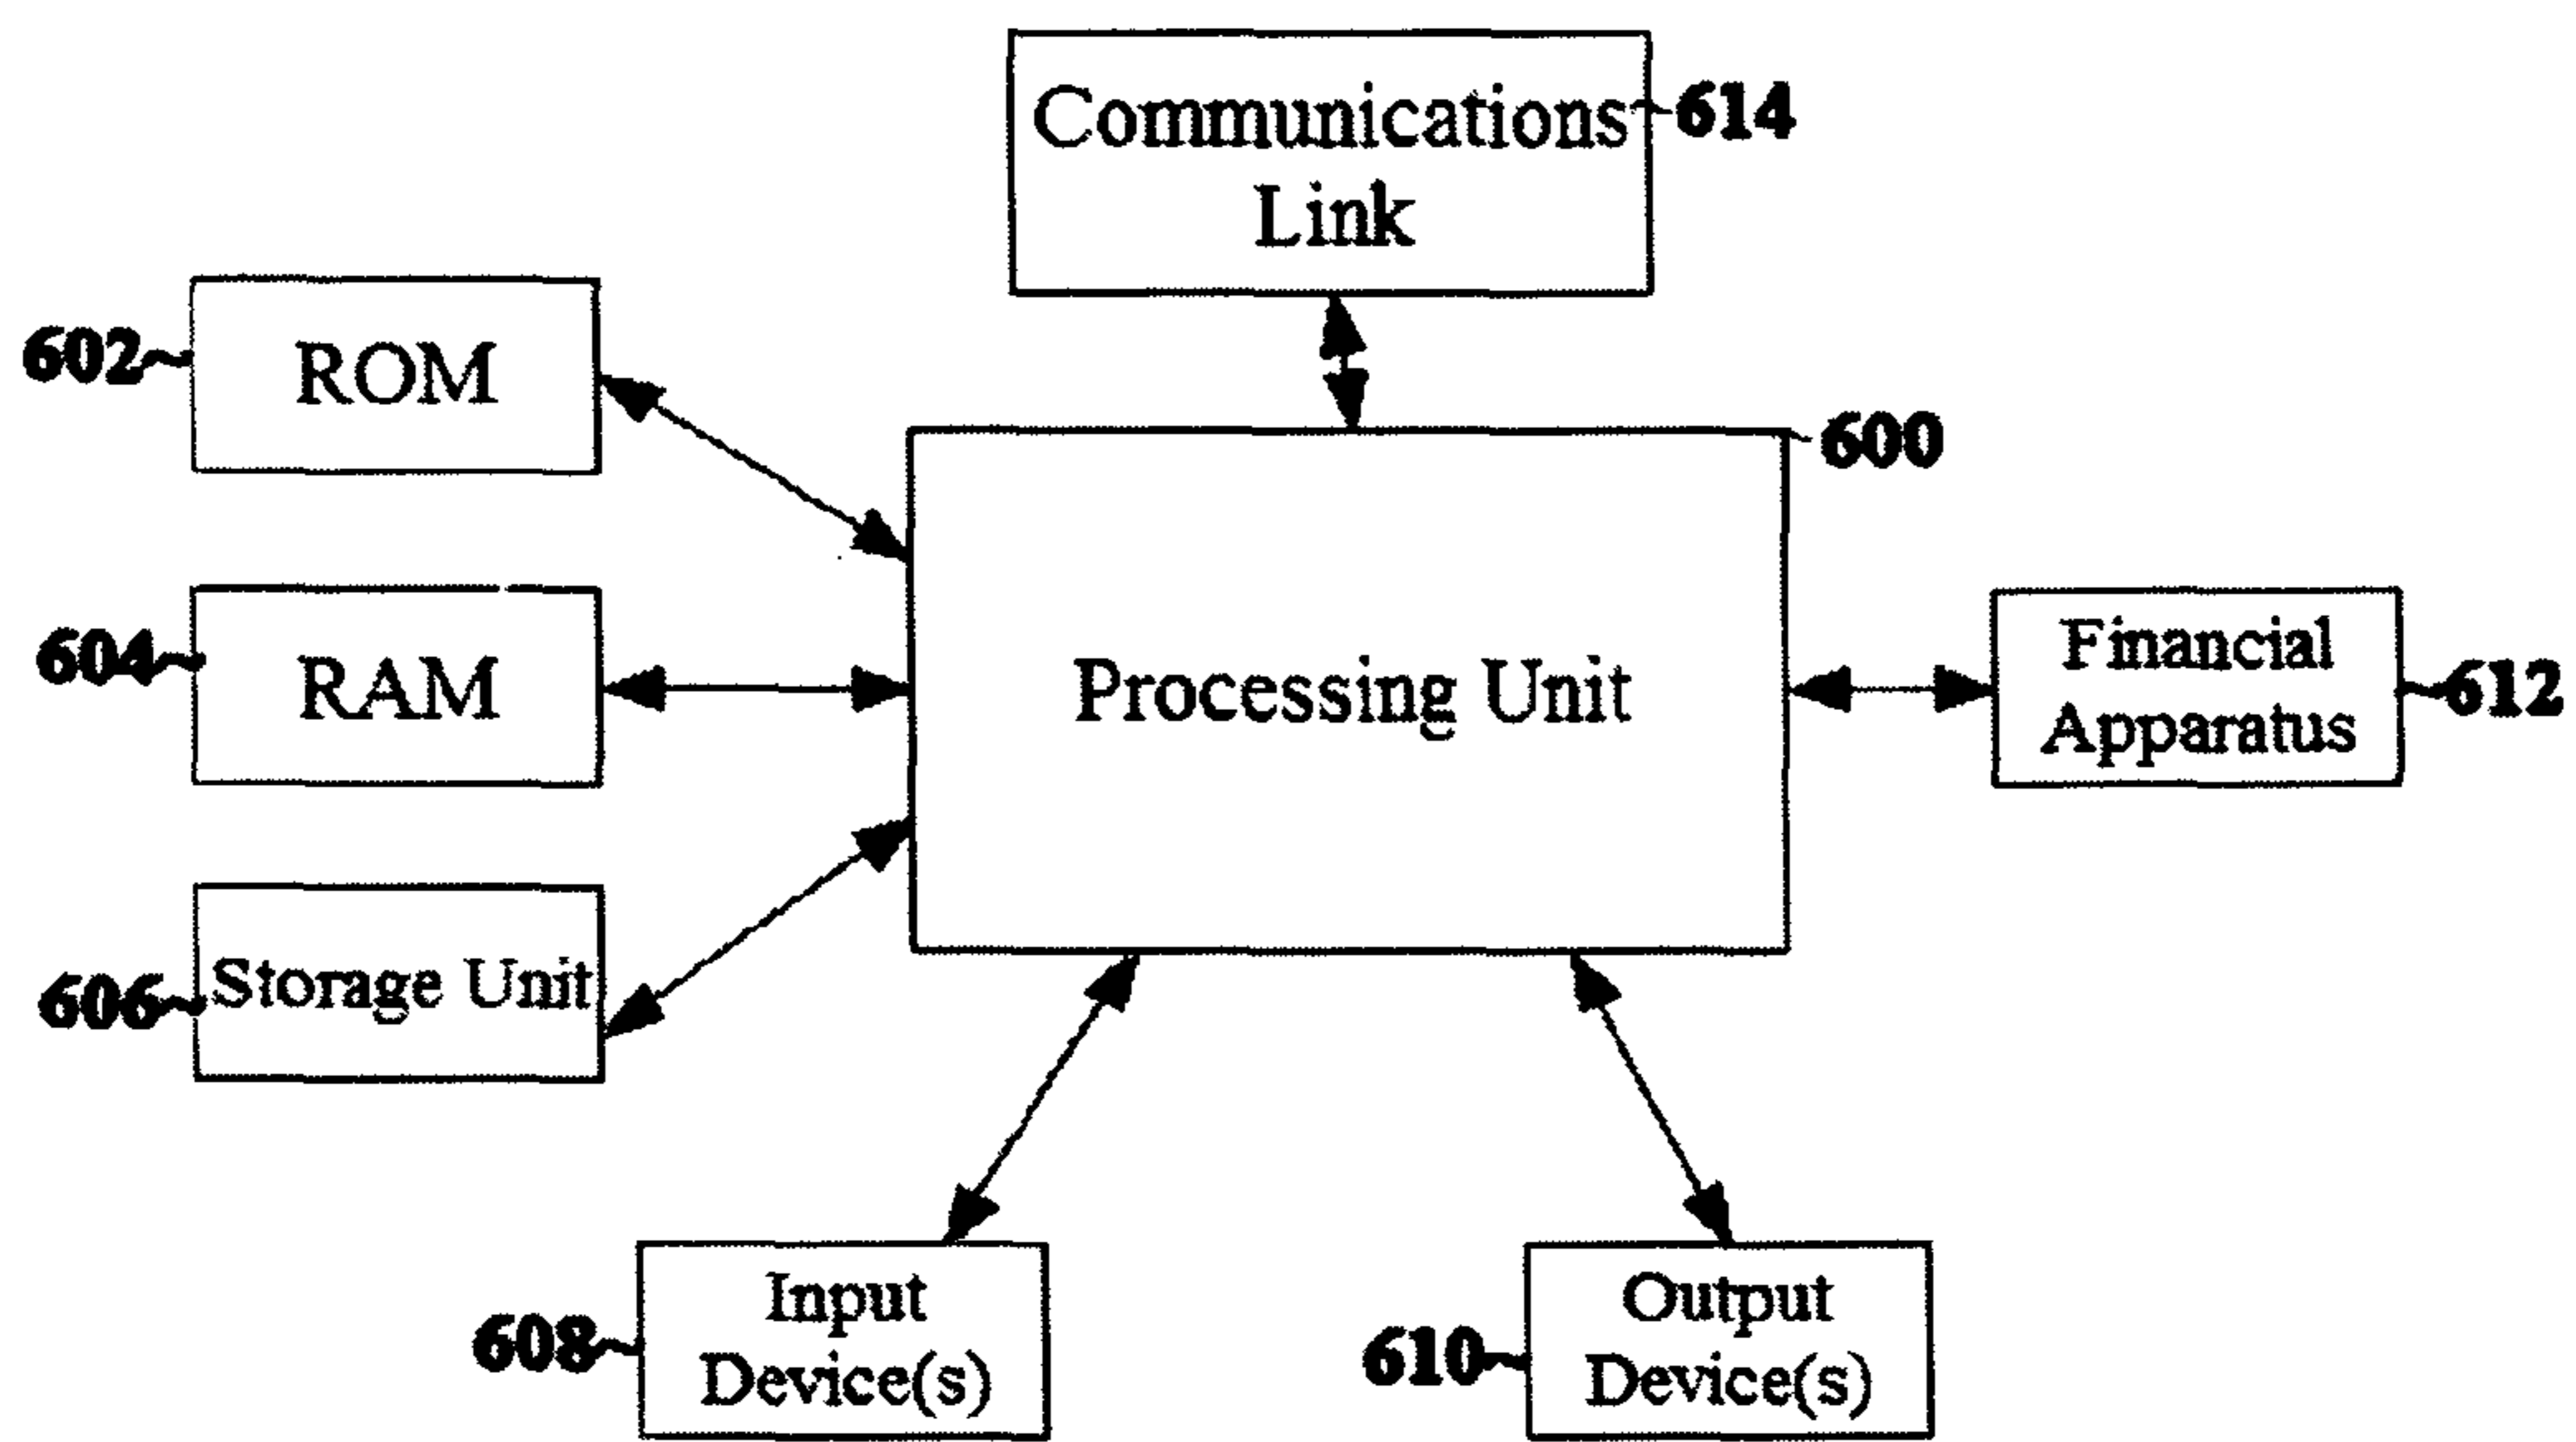 Communications
Link
614
602
ROM
600
Processing Unit
604
RAM
Financial
Apparatus
612
606
Storage Unit
608
Input
Device(s)
610
Output
Device(s)